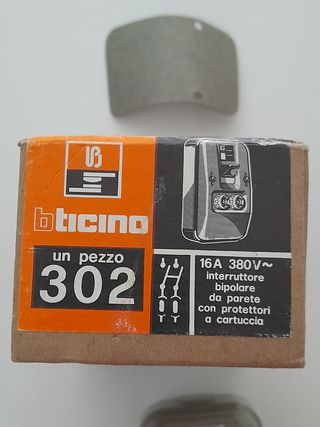 bticino
un pezzo
302
16A 380V~
interruttore
bipolare
da parete
con protettori
a cartuccia